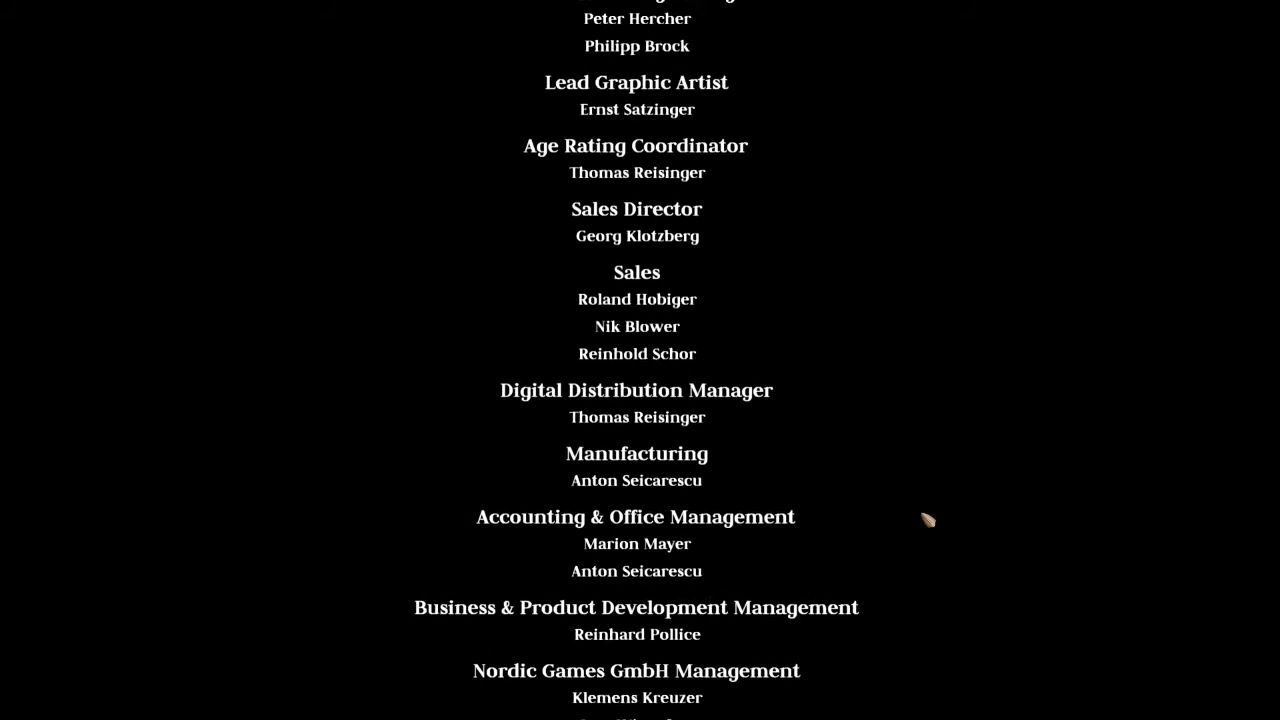 Peter Hercher
Philipp Brock
Lead Graphic Artist
Ernst Satzinger
Age Rating Coordinator
Thomas Reisinger
Sales Director
Georg Klotzberg
Sales
Roland Hobiger
Nik Blower
Reinhold Schor
Digital Distribution Manager
Thomas Reisinger
Manufacturing
Anton Seicarescu
Accounting & Office Management
Marion Mayer
Anton Seicarescu
Business & Product Development Management
Reinhard Pollice
Nordic Games GmbH Management
Klemens Kreuzer